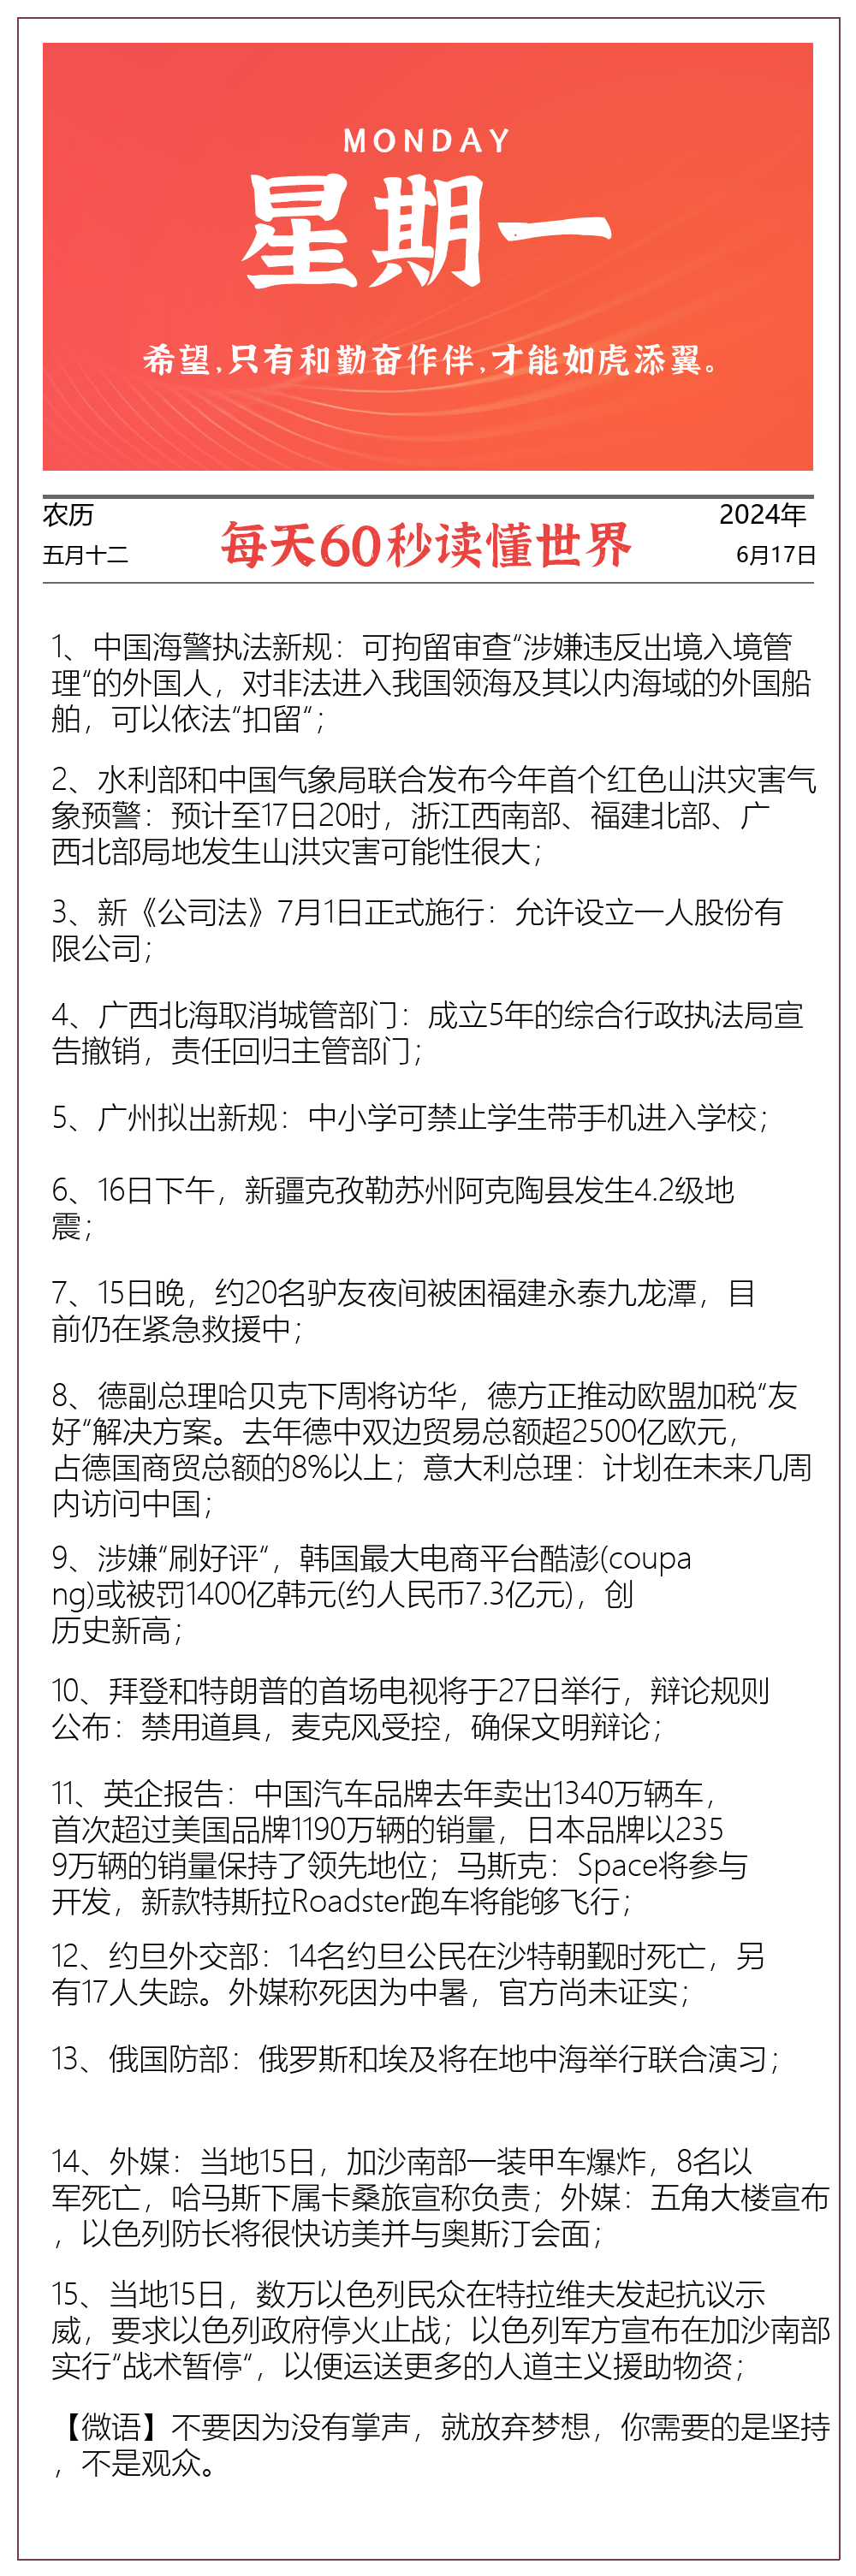 MONDAY
星期一
希望,只有和勤奋作伴,才能如虎添翼。
农历
2024年
每天60秒读懂世界
五月十二
6月17日
1、中国海警执法新规：可拘留审查“涉嫌违反出境入境管
理“的外国人，对非法进入我国领海及其以内海域的外国船
舶，可以依法“扣留“；
2、水利部和中国气象局联合发布今年首个红色山洪灾害气
象预警：预计至17日20时，浙江西南部、福建北部、广
西北部局地发生山洪灾害可能性很大；
3、新《公司法》7月1日正式施行：允许设立一人股份有
限公司；
4、广西北海取消城管部门：成立5年的综合行政执法局宣
告撤销，责任回归主管部门；
5、广州拟出新规：中小学可禁止学生带手机进入学校；
6、16日下午，新疆克孜勒苏州阿克陶县发生4.2级地
震；
7、15日晚，约20名驴友夜间被困福建永泰九龙潭，目
前仍在紧急救援中；
8、德副总理哈贝克下周将访华，德方正推动欧盟加税“友
好“解决方案。去年德中双边贸易总额超2500亿欧元，
占德国商贸总额的8%以上；意大利总理：计划在未来几周
内访问中国；
9、涉嫌“刷好评“，韩国最大电商平台酷澎(coupa
ng)或被罚1400亿韩元(约人民币7.3亿元)，创
历史新高；
10、拜登和特朗普的首场电视将于27日举行，辩论规则
公布：禁用道具，麦克风受控，确保文明辩论；
11、英企报告：中国汽车品牌去年卖出1340万辆车，
首次超过美国品牌1190万辆的销量，日本品牌以235
9万辆的销量保持了领先地位；马斯克：Space将参与
开发，新款特斯拉Roadster跑车将能够飞行；
12、约旦外交部：14名约旦公民在沙特朝觐时死亡，另
有17人失踪。外媒称死因为中暑，官方尚未证实；
13、俄国防部：俄罗斯和埃及将在地中海举行联合演习；
14、外媒：当地15日，加沙南部一装甲车爆炸，8名以
军死亡，哈马斯下属卡桑旅宣称负责；外媒：五角大楼宣布
，以色列防长将很快访美并与奥斯汀会面；
15、当地15日，数万以色列民众在特拉维夫发起抗议示
威，要求以色列政府停火止战；以色列军方宣布在加沙南部
实行“战术暂停“，以便运送更多的人道主义援助物资；
【微语】不要因为没有掌声，就放弃梦想，你需要的是坚持
，不是观众。